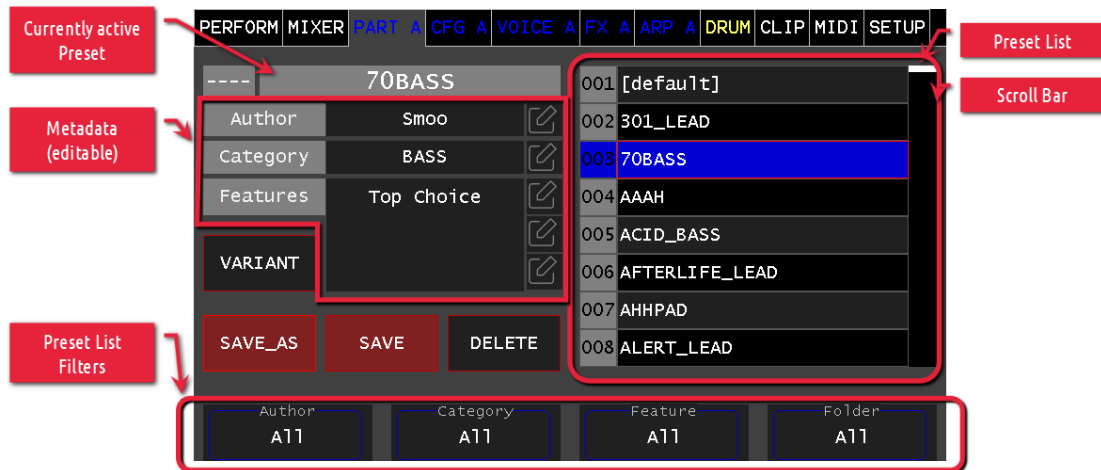 Currently active
Preset
PERFORM MIXER PART A CFG A VOICE A FX A ARP A DRUM CLIP MIDI SETUP
Preset List
Scroll Bar
---- 70BASS
Metadata
(editable)
Author Smoo
Category BASS
Features Top Choice
VARIANT
SAVE_AS SAVE DELETE
001 [default]
002 301_LEAD
003 70BASS
004 AAAH
005 ACID_BASS
006 AFTERLIFE_LEAD
007 AHHPAD
008 ALERT_LEAD
Preset List
Filters
Author Category Feature Folder
All All All All